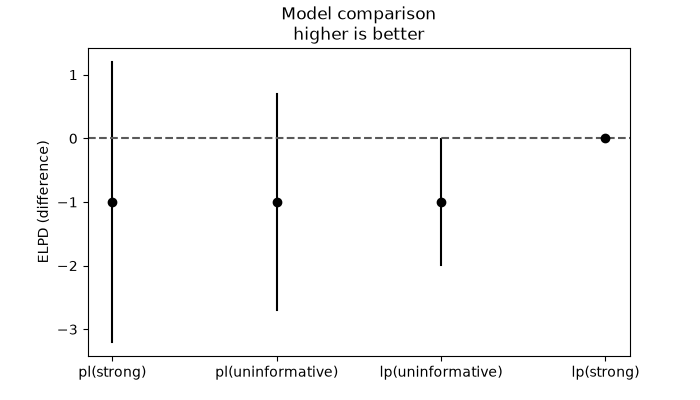 Model comparison
higher is better
ELPD (difference)
1
0
−1
−2
−3
pl(strong)
pl(uninformative)
lp(uninformative)
lp(strong)